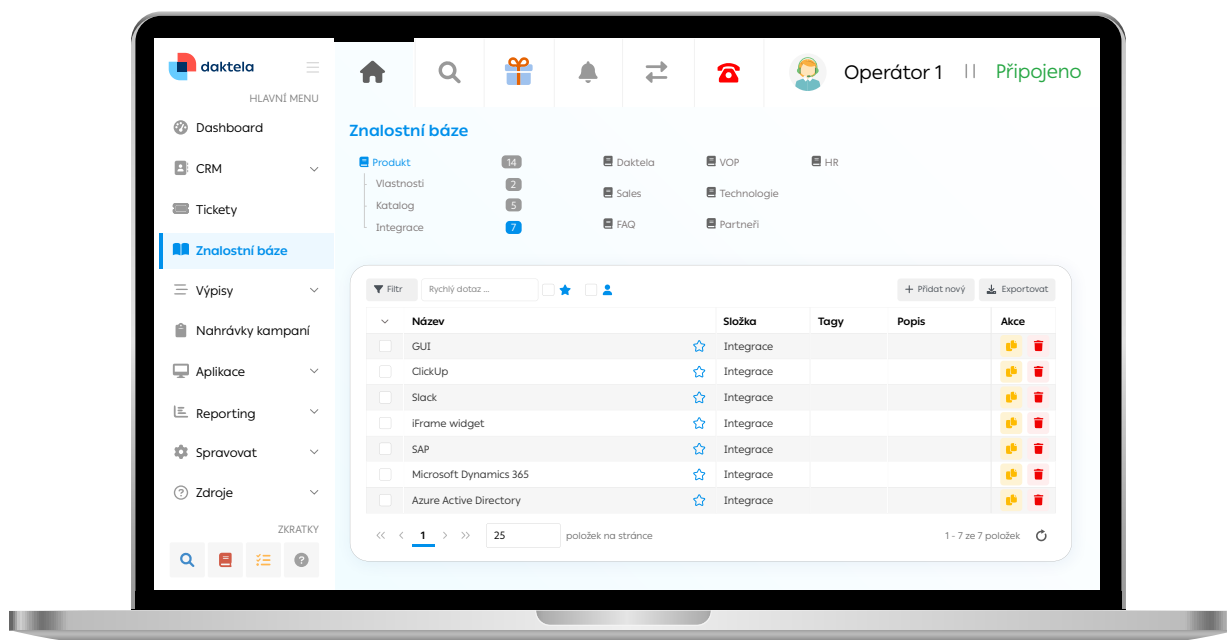 daktela
Operátor 1
Připojeno
HLAVNÍ MENU
Dashboard
CRM
Tickety
Znalostní báze
Výpisy
Nahrávky kampaní
Aplikace
Reporting
Spravovat
Zdroje
ZKRATKY
Znalostní báze
Produkt 14 Daktela VOP HR
Vlastnosti 2
Katalog 5 Sales Technologie
Integrace 7 FAQ Partneři
Filtr Rychlý dotaz ... + Přidat nový Exportovat
Název Složka Tagy Popis Akce
GUI Integrace
ClickUp Integrace
Slack Integrace
iFrame widget Integrace
SAP Integrace
Microsoft Dynamics 365 Integrace
Azure Active Directory Integrace
<< < 1 > >> 25 položek na stránce 1 - 7 ze 7 položek